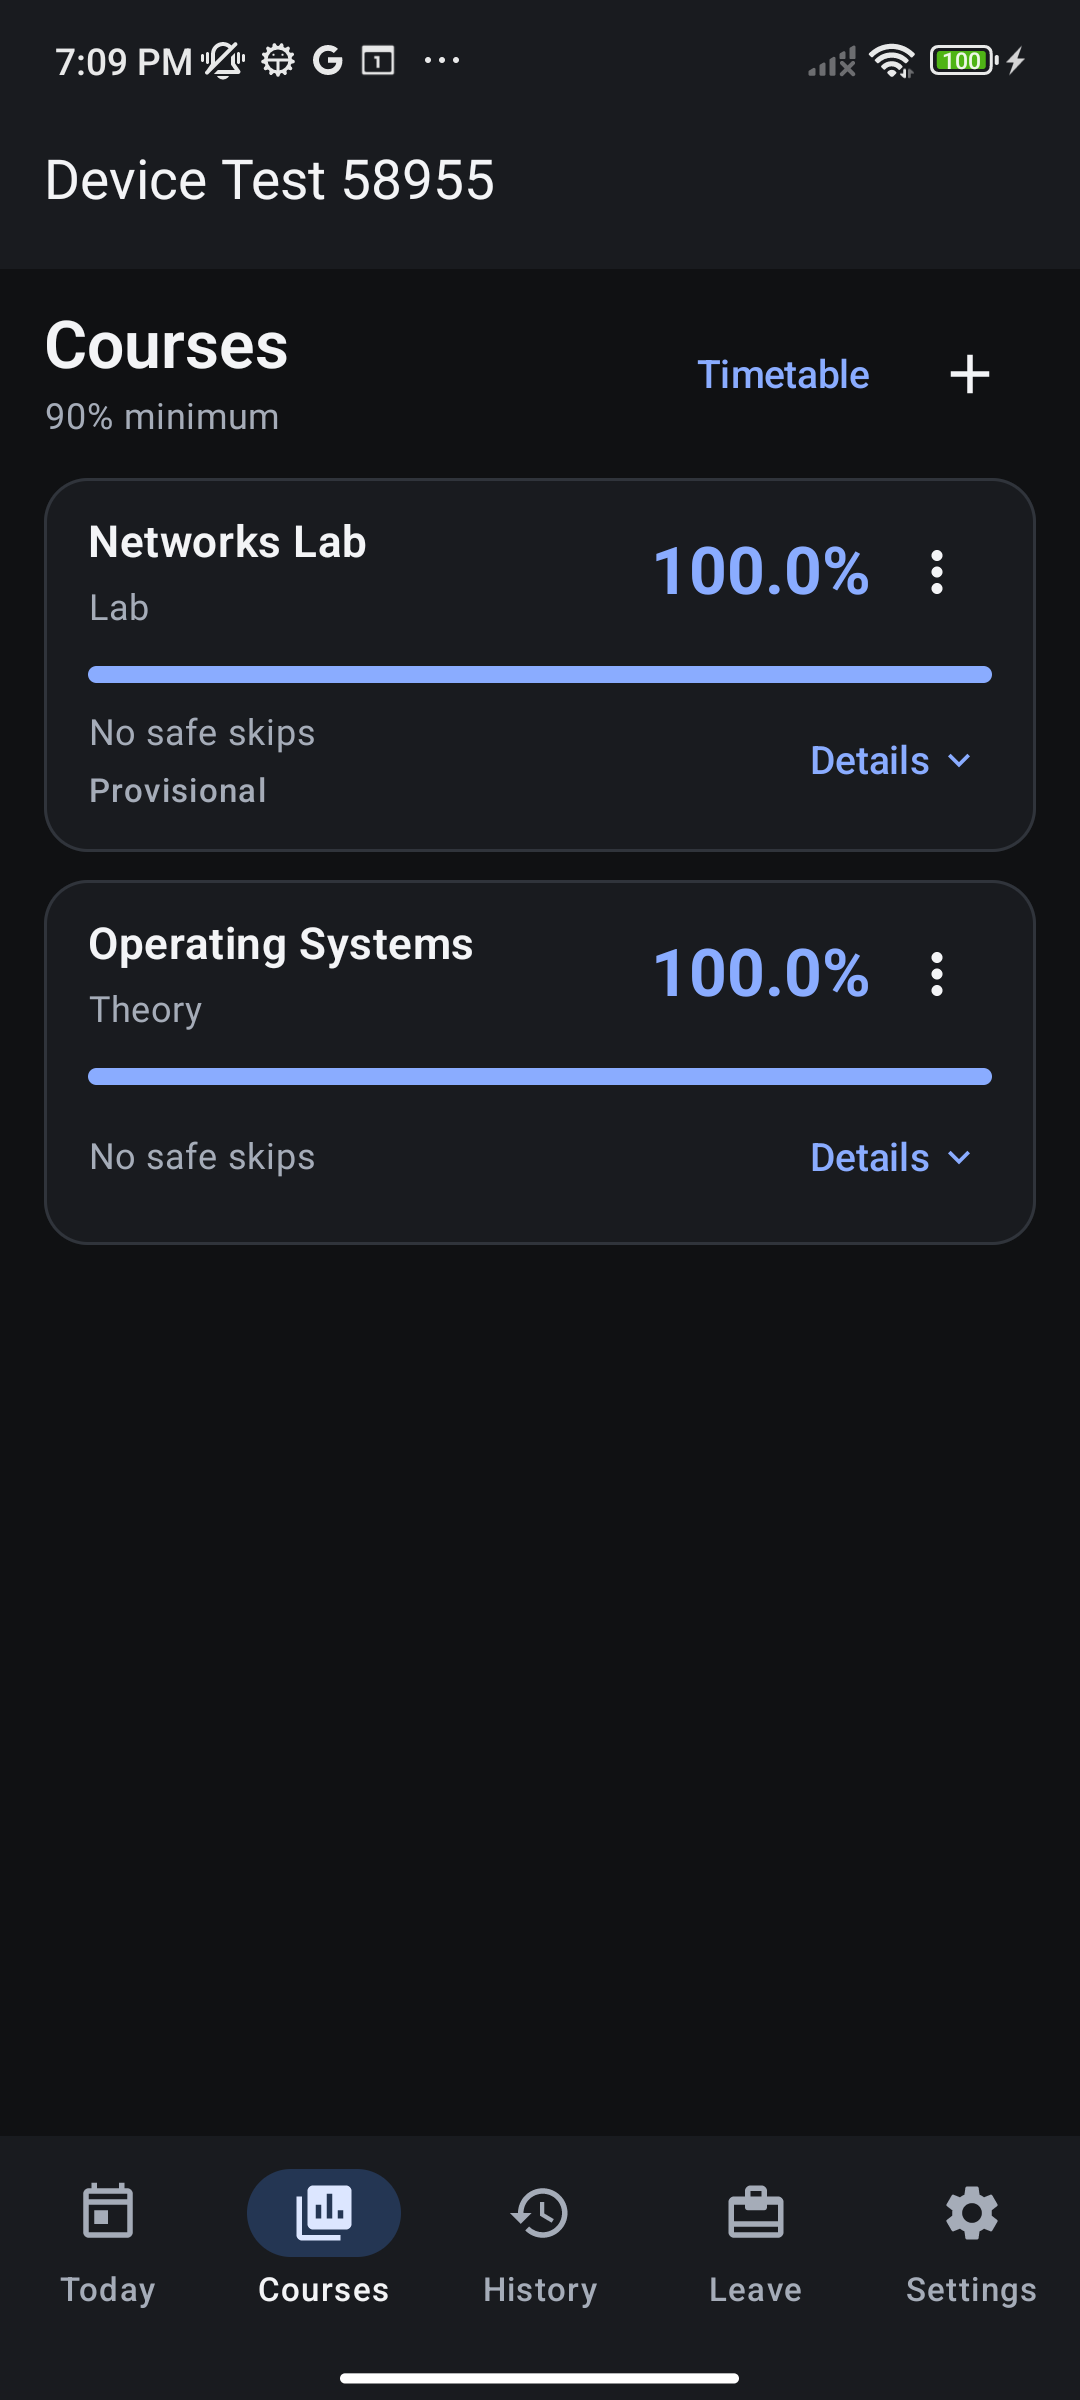 7:09 PM
1
100
Device Test 58955
Courses
90% minimum
Timetable
Networks Lab
Lab
100.0%
No safe skips
Provisional
Details
Operating Systems
Theory
100.0%
No safe skips
Details
Today
Courses
History
Leave
Settings